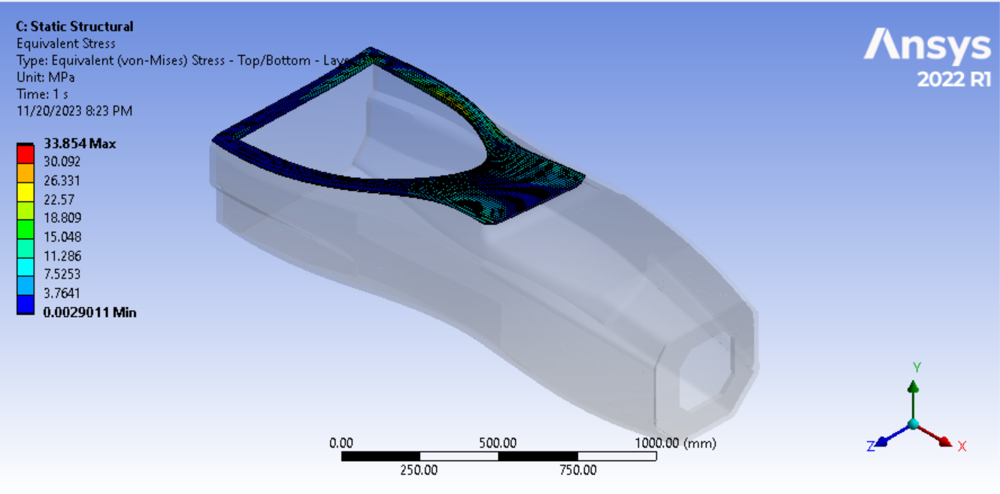 C: Static Structural
Equivalent Stress
Type: Equivalent (von-Mises) Stress - Top/Bottom - Laye
Unit: MPa
Time: 1 s
11/20/2023 8:23 PM
33.854 Max
30.092
26.331
22.57
18.809
15.048
11.286
7.5253
3.7641
0.0029011 Min
Ansys
2022 R1
0.00 500.00 1000.00 (mm)
250.00 750.00
Y
Z X